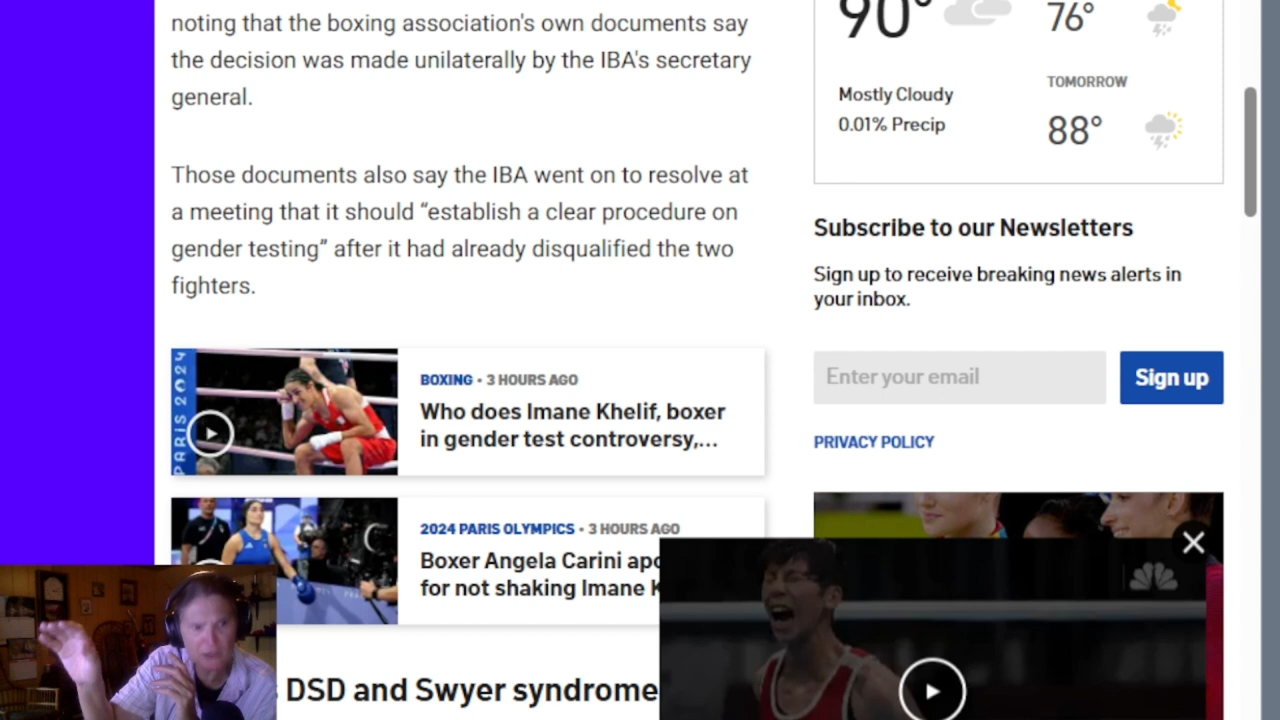 noting that the boxing association's own documents say
the decision was made unilaterally by the IBA's secretary
general.
Those documents also say the IBA went on to resolve at
a meeting that it should “establish a clear procedure on
gender testing” after it had already disqualified the two
fighters.
PARIS 2024
BOXING • 3 HOURS AGO
Who does Imane Khelif, boxer
in gender test controversy,...
2024 PARIS OLYMPICS • 3 HOURS AGO
Boxer Angela Carini apo
for not shaking Imane K
DSD and Swyer syndrome
90°
76°
Mostly Cloudy
0.01% Precip
TOMORROW
88°
Subscribe to our Newsletters
Sign up to receive breaking news alerts in
your inbox.
Enter your email
Sign up
PRIVACY POLICY